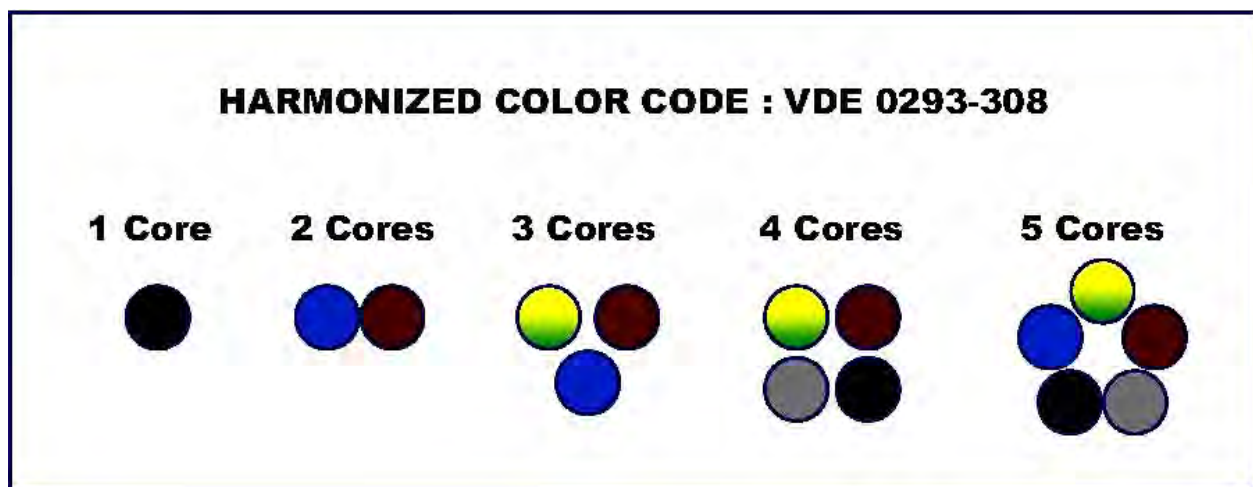 HARMONIZED COLOR CODE : VDE 0293-308
1 Core
2 Cores
3 Cores
4 Cores
5 Cores